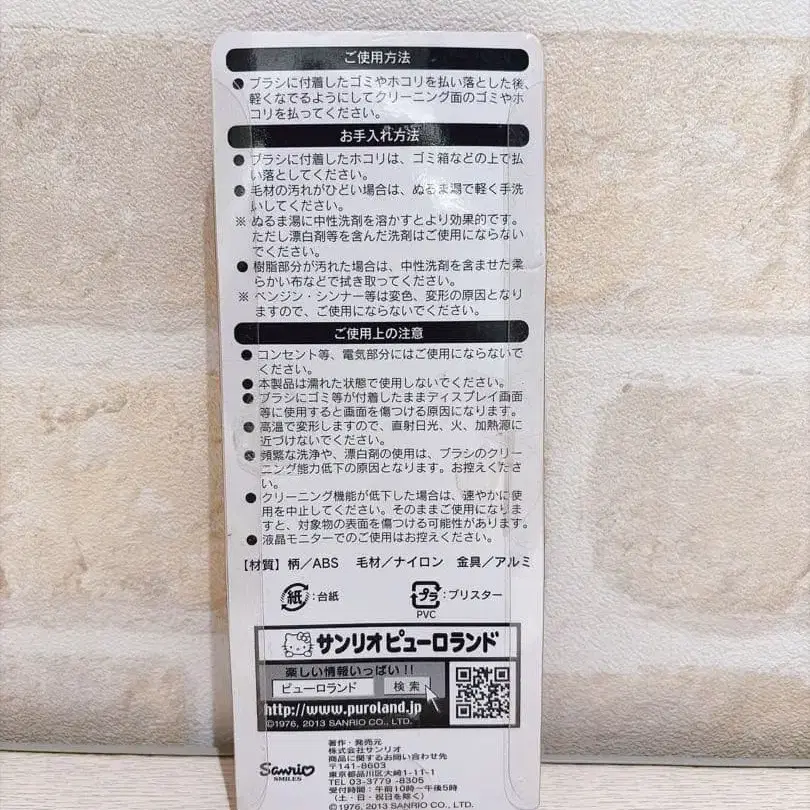 ご使用方法
● ブラシに付着したゴミやホコリを払い落とした後、
軽くなでるようにしてクリーニング面のゴミやホ
コリを払ってください。
お手入れ方法
● ブラシに付着したホコリは、ゴミ箱などの上で払
い落としてください。
● 毛材の汚れがひどい場合は、ぬるま湯で軽く手洗
いしてください。
※ ぬるま湯に中性洗剤を溶かすとより効果的です。
ただし漂白剤等を含んだ洗剤はご使用にならない
でください。
● 樹脂部分が汚れた場合は、中性洗剤を含ませた柔
らかい布などで拭き取ってください。
※ ベンジン・シンナー等は変色、変形の原因となり
ますので、ご使用にならないでください。
ご使用上の注意
● コンセント等、電気部分にはご使用にならないで
ください。
● 本製品は濡れた状態で使用しないでください。
● ブラシにゴミ等が付着したままディスプレイ画面
等に使用すると画面を傷つける原因になります。
● 高温で変形しますので、直射日光、火、加熱源に
近づけないでください。
● 頻繁な洗浄や、漂白剤の使用は、ブラシのクリー
ニング能力低下の原因となります。お控えくださ
い。
● クリーニング機能が低下した場合は、速やかに使
用を中止してください。そのままご使用になりま
すと、対象物の表面を傷つける可能性があります。
● 液晶モニターでのご使用はお控えください。
【材質】柄／ABS 毛材／ナイロン 金具／アルミ
紙：台紙 プラ：ブリスター
PVC
サンリオピューロランド
楽しい情報いっぱい!!
ピューロランド 検索
http://www.puroland.jp
©1976, 2013 SANRIO CO., LTD.
著作・発売元
株式会社サンリオ
商品に関するお問い合わせ先
〒141-8603
東京都品川区大崎1-11-1
TEL 03-3779-8305
受付時間：午前10時〜午後5時
（土・日・祝日を除く）
©1976, 2013 SANRIO CO., LTD.
Sanrio
SMILES